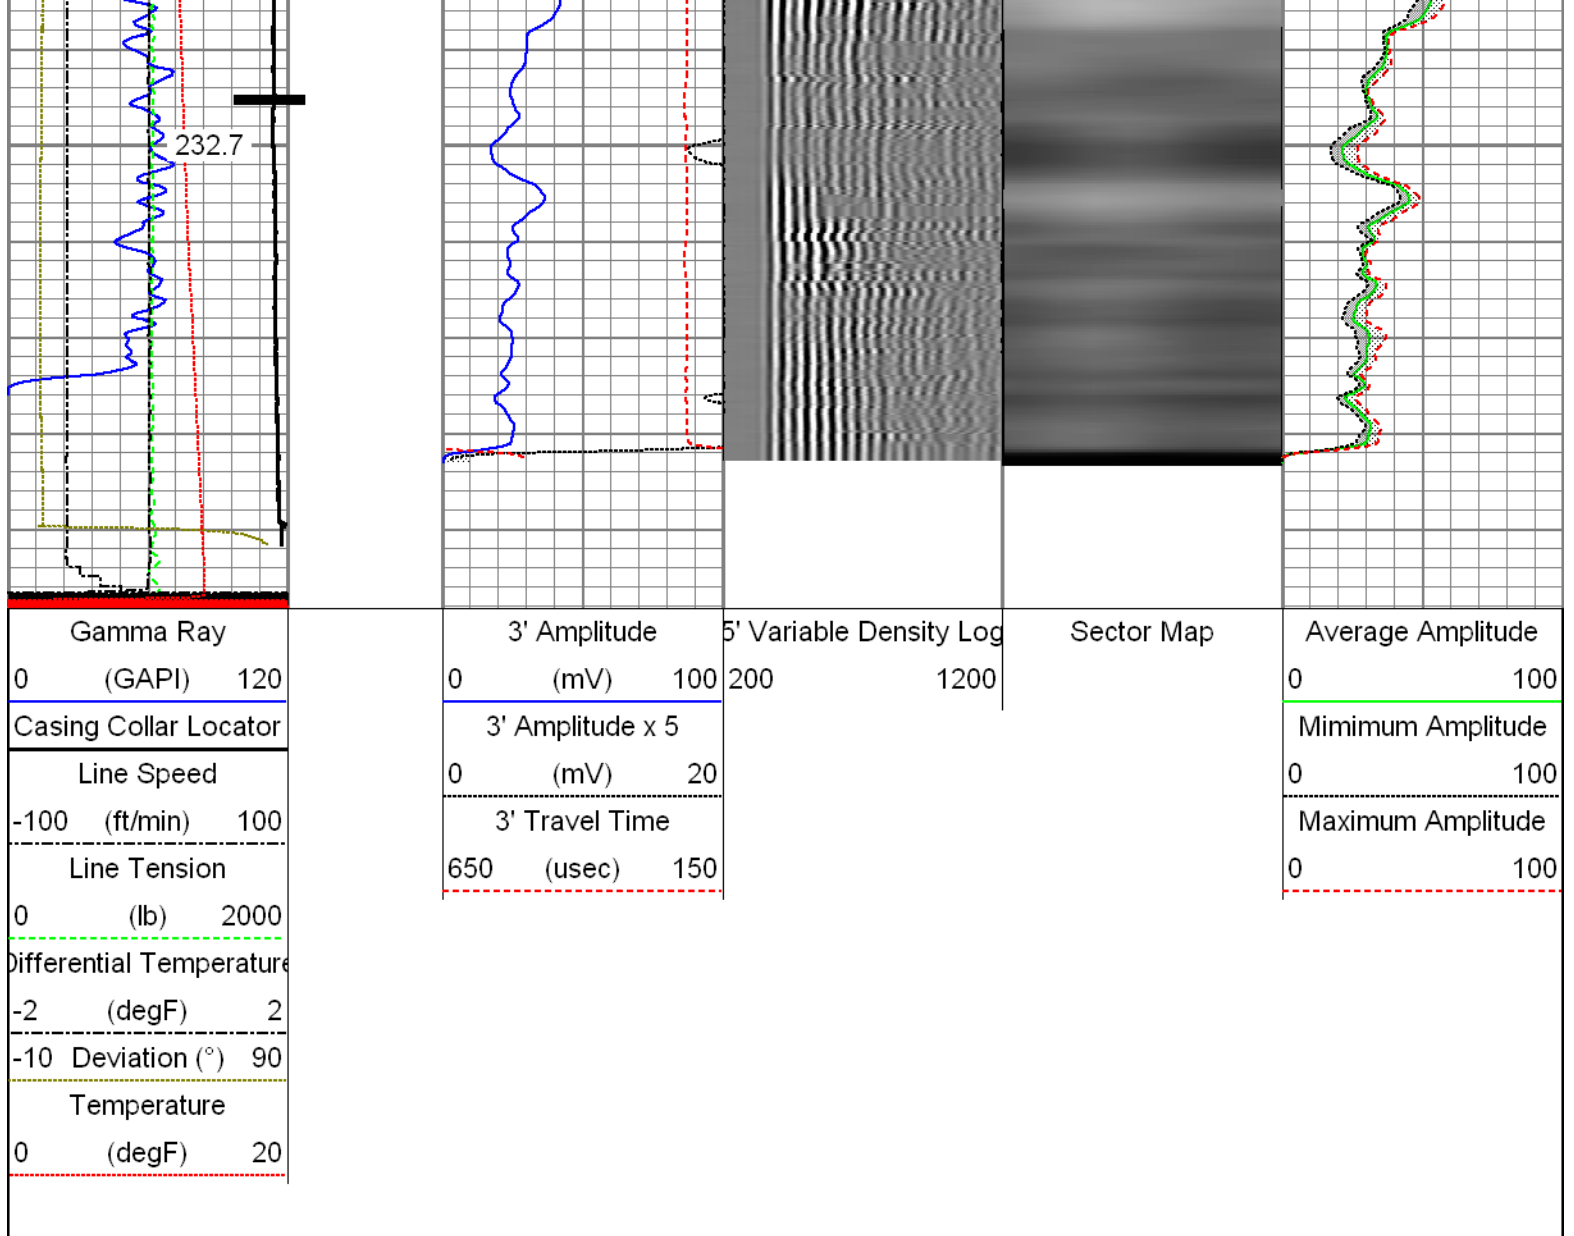 232.7
Gamma Ray
0 (GAPI) 120
Casing Collar Locator
Line Speed
-100 (ft/min) 100
Line Tension
0 (lb) 2000
Differential Temperature
-2 (degF) 2
-10 Deviation (°) 90
Temperature
0 (degF) 20
3' Amplitude
0 (mV) 100
3' Amplitude x 5
0 (mV) 20
3' Travel Time
650 (usec) 150
5' Variable Density Log
200 1200
Sector Map
Average Amplitude
0 100
Mimimum Amplitude
0 100
Maximum Amplitude
0 100